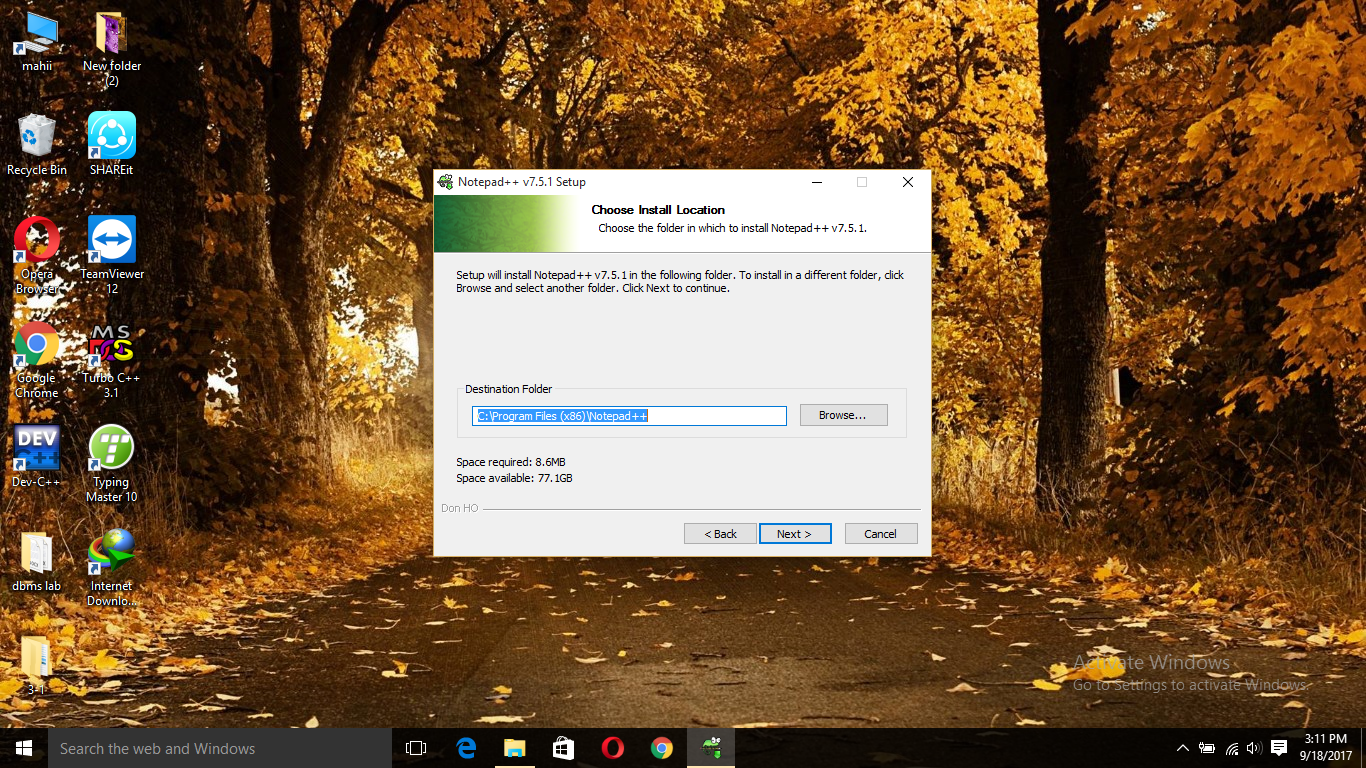 mahii
New folder
(2)
Recycle Bin
SHAREit
Opera
Browser
TeamViewer
12
Google
Chrome
MS
Turbo C++
3.1
DEV
C++
Dev-C++
Typing
Master 10
dbms lab
Internet
Downlo...
3-1
Notepad++ v7.5.1 Setup
Choose Install Location
Choose the folder in which to install Notepad++ v7.5.1.
Setup will install Notepad++ v7.5.1 in the following folder. To install in a different folder, click
Browse and select another folder. Click Next to continue.
Destination Folder
C:\Program Files (x86)\Notepad++
Browse...
Space required: 8.6MB
Space available: 77.1GB
Don HO
< Back
Next >
Cancel
Activate Windows
Go to Settings to activate Windows.
Search the web and Windows
3:11 PM
9/18/2017